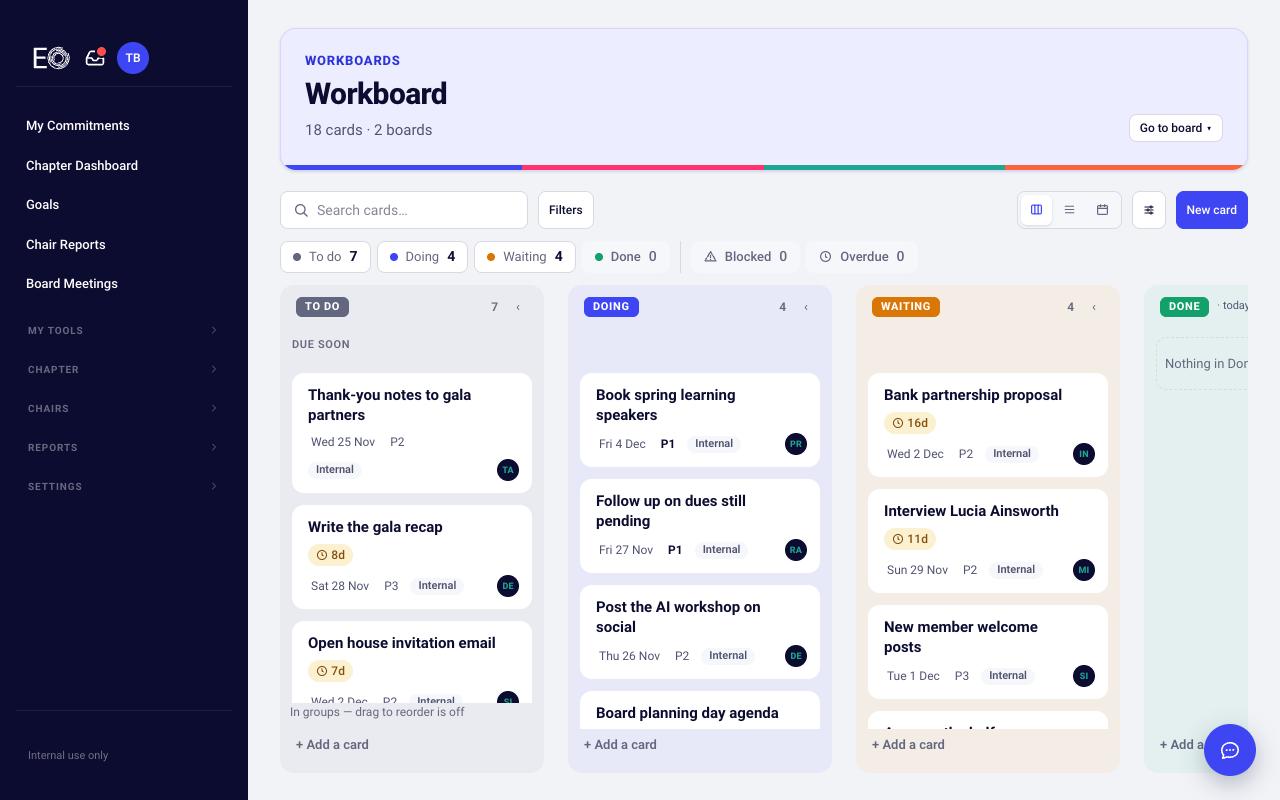 EO
TB
My Commitments
Chapter Dashboard
Goals
Chair Reports
Board Meetings
MY TOOLS
CHAPTER
CHAIRS
REPORTS
SETTINGS
Internal use only
WORKBOARDS
Workboard
18 cards · 2 boards
Go to board
Search cards…
Filters
New card
To do 7
Doing 4
Waiting 4
Done 0
Blocked 0
Overdue 0
TO DO 7
DUE SOON
Thank-you notes to gala
partners
Wed 25 Nov P2
Internal TA
Write the gala recap
8d
Sat 28 Nov P3 Internal DE
Open house invitation email
7d
Wed 2 Dec P2 Internal SI
In groups — drag to reorder is off
+ Add a card
DOING 4
Book spring learning
speakers
Fri 4 Dec P1 Internal PR
Follow up on dues still
pending
Fri 27 Nov P1 Internal RA
Post the AI workshop on
social
Thu 26 Nov P2 Internal DE
Board planning day agenda
+ Add a card
WAITING 4
Bank partnership proposal
16d
Wed 2 Dec P2 Internal IN
Interview Lucia Ainsworth
11d
Sun 29 Nov P2 Internal MI
New member welcome
posts
Tue 1 Dec P3 Internal SI
+ Add a card
DONE · today
Nothing in
+ Add a